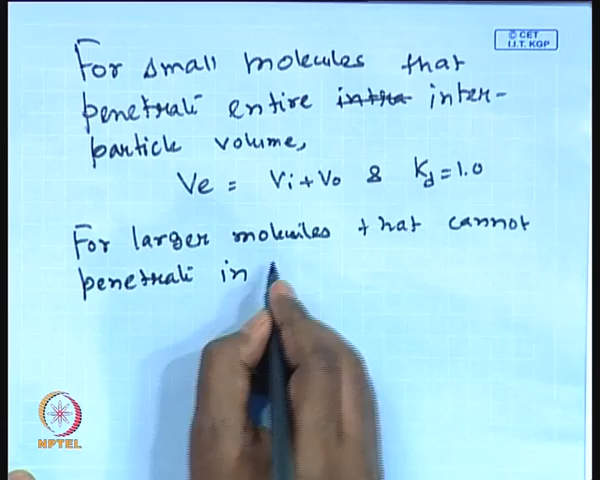 © CET
I.I.T. KGP
For small molecules that
penetrate entire intra inter-
particle volume,
Ve = Vi + Vo & Kd = 1.0
For larger molecules that cannot
penetrate in
NPTEL